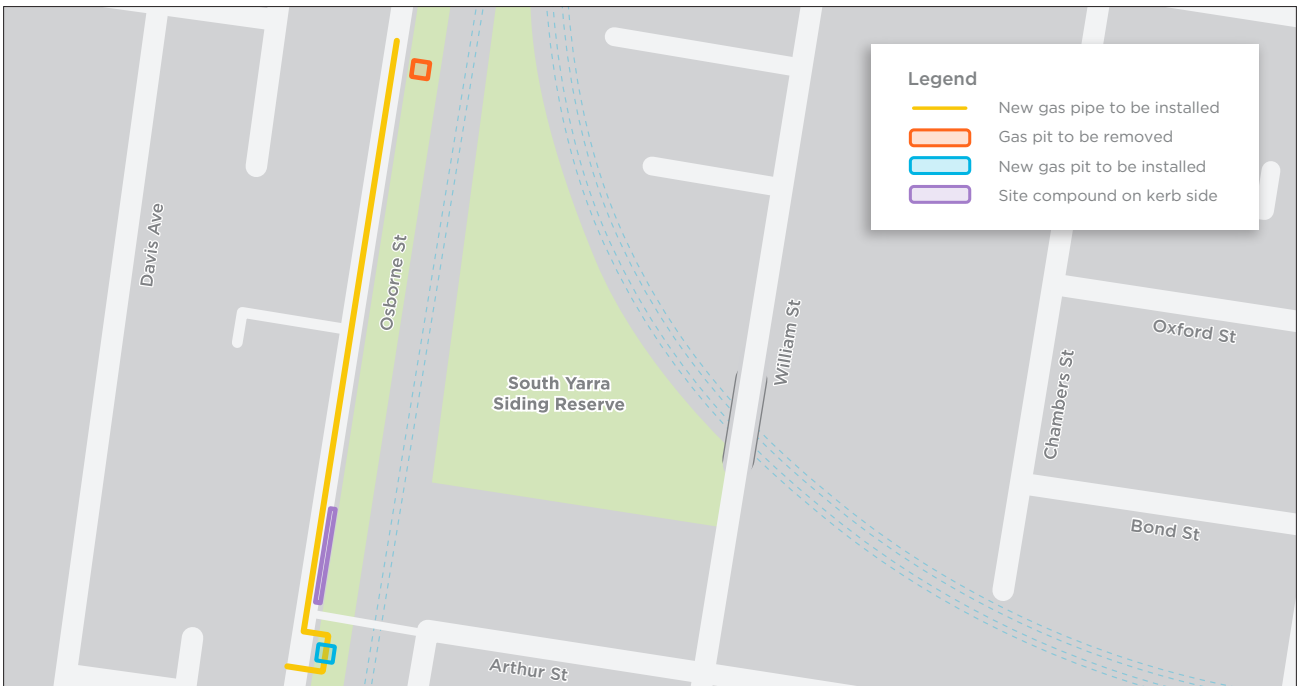 Legend
New gas pipe to be installed
Gas pit to be removed
New gas pit to be installed
Site compound on kerb side
Davis Ave
Osborne St
William St
Oxford St
Chambers St
South Yarra
Siding Reserve
Bond St
Arthur St